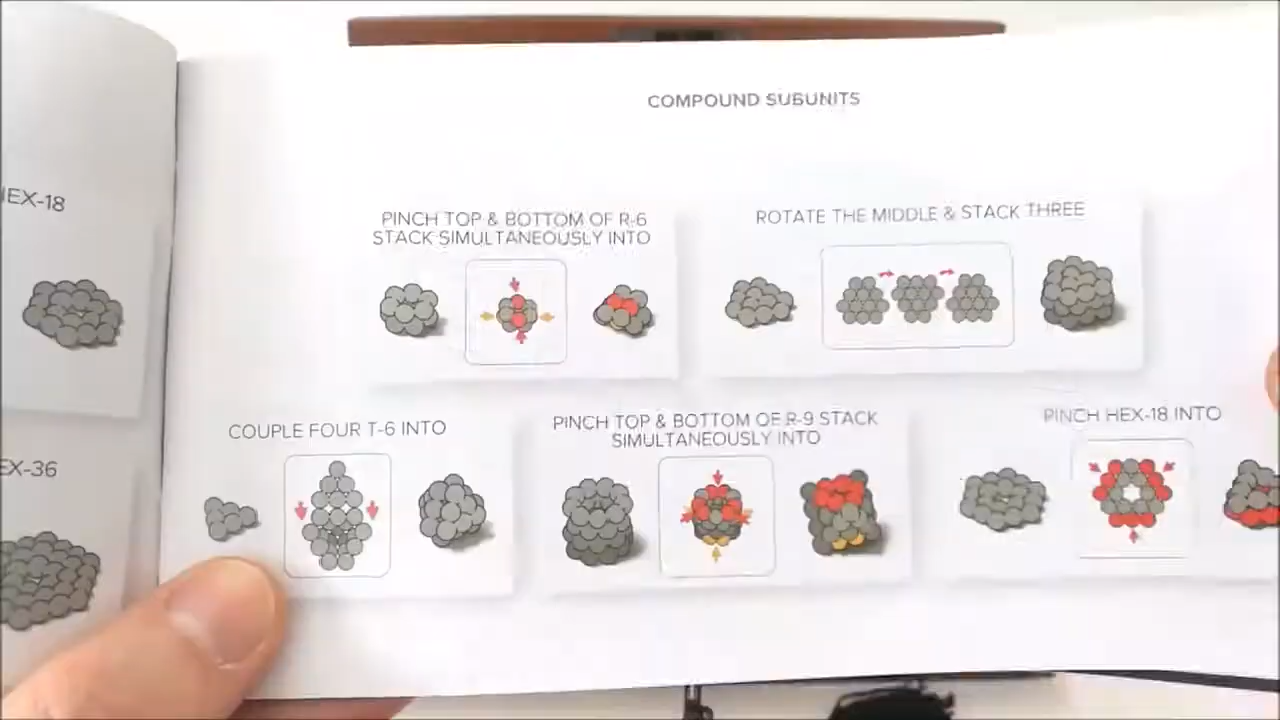 COMPOUND SUBUNITS
HEX-18
PINCH TOP & BOTTOM OF R-6
STACK SIMULTANEOUSLY INTO
ROTATE THE MIDDLE & STACK THREE
EX-36
COUPLE FOUR T-6 INTO
PINCH TOP & BOTTOM OF R-9 STACK
SIMULTANEOUSLY INTO
PINCH HEX-18 INTO